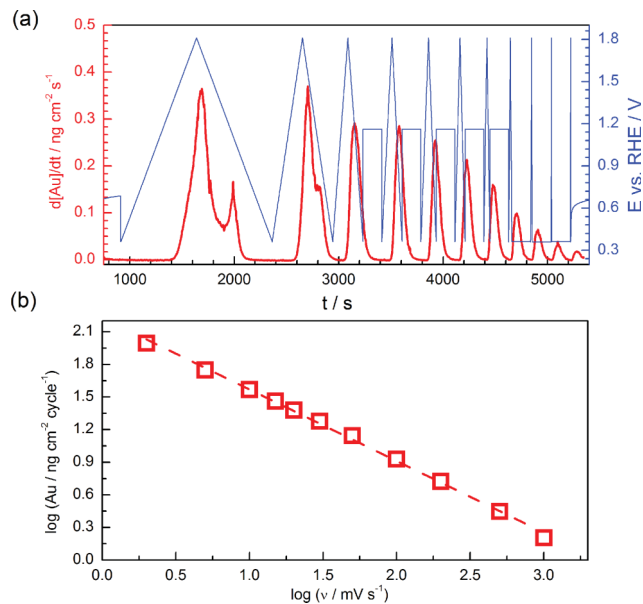 (a)
d[Au]/dt / ng cm⁻² s⁻¹
0.5
0.4
0.3
0.2
0.1
0.0
1000 2000 3000 4000 5000
t / s
1.8
1.5
1.2
0.9
0.6
0.3
E vs. RHE / V
(b)
log (Au / ng cm⁻² cycle⁻¹)
2.1
1.8
1.5
1.2
0.9
0.6
0.3
0.0
0.0 0.5 1.0 1.5 2.0 2.5 3.0
log (ν / mV s⁻¹)